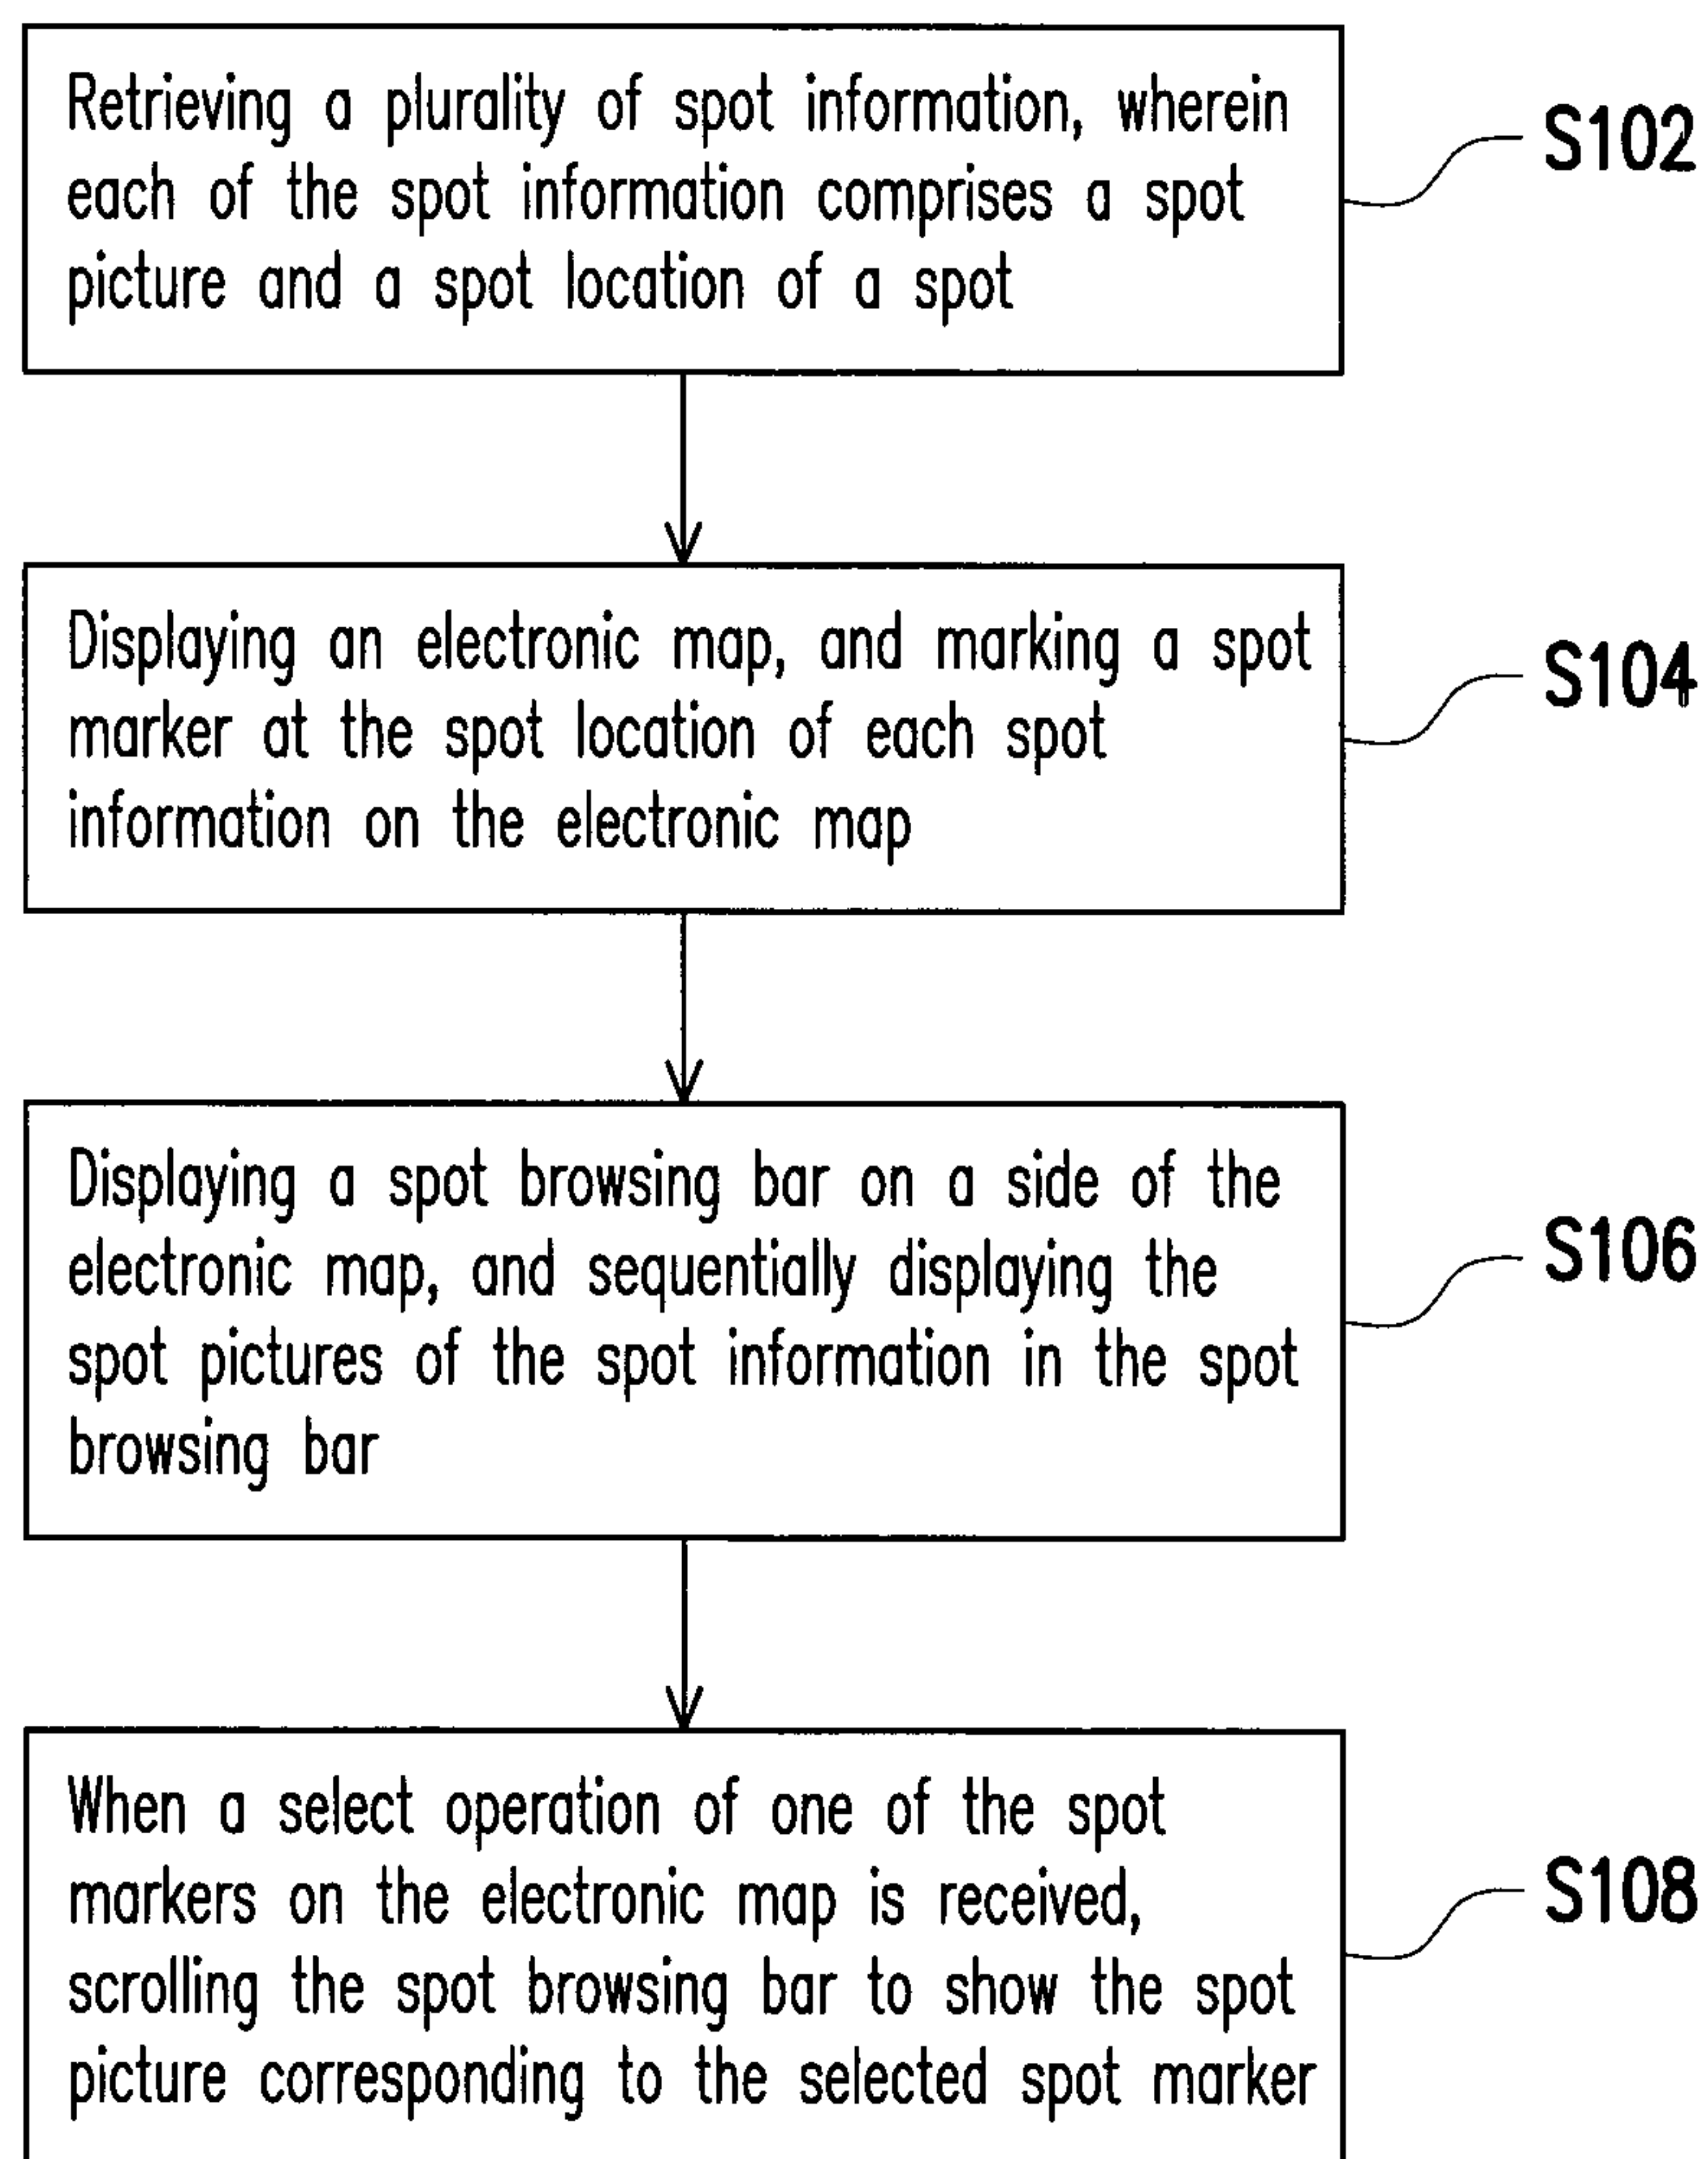 Retrieving a plurality of spot information, wherein
each of the spot information comprises a spot
picture and a spot location of a spot
S102
Displaying an electronic map, and marking a spot
marker at the spot location of each spot
information on the electronic map
S104
Displaying a spot browsing bar on a side of the
electronic map, and sequentially displaying the
spot pictures of the spot information in the spot
browsing bar
S106
When a select operation of one of the spot
markers on the electronic map is received,
scrolling the spot browsing bar to show the spot
picture corresponding to the selected spot marker
S108